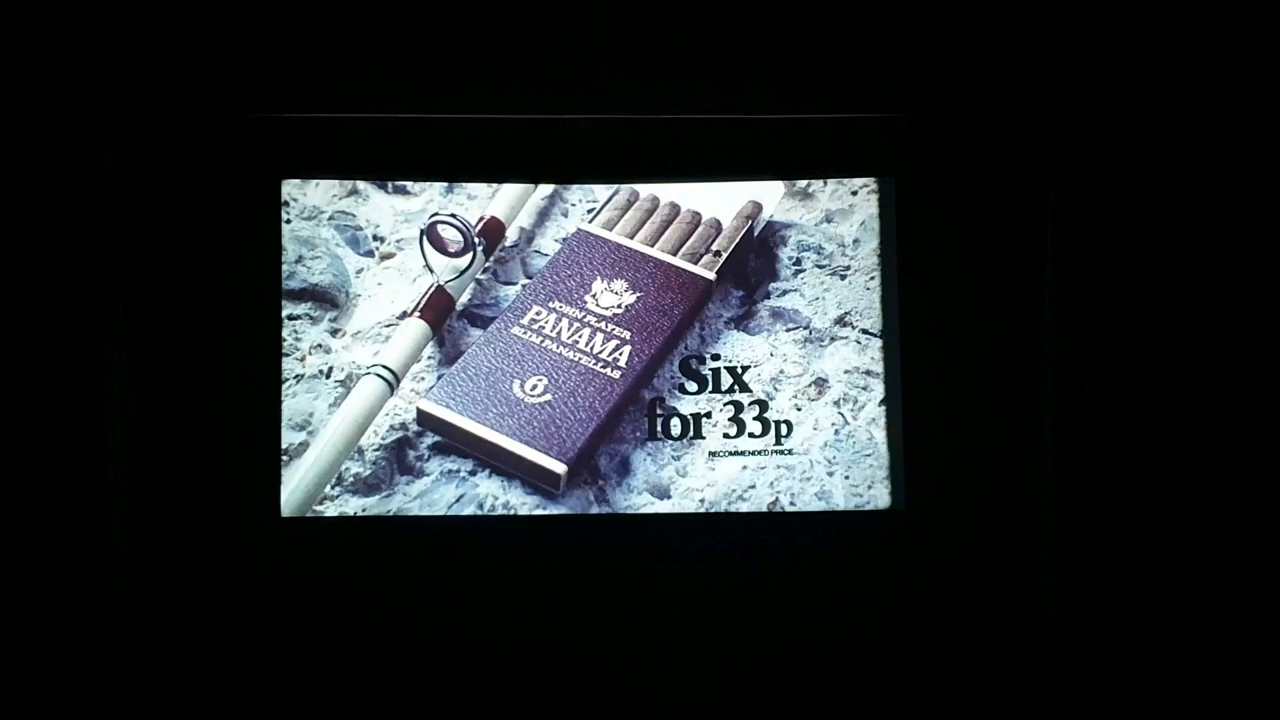 JOHN PLAYER
PANAMA
SLIM PANATELLAS
6
Six
for 33p
RECOMMENDED PRICE